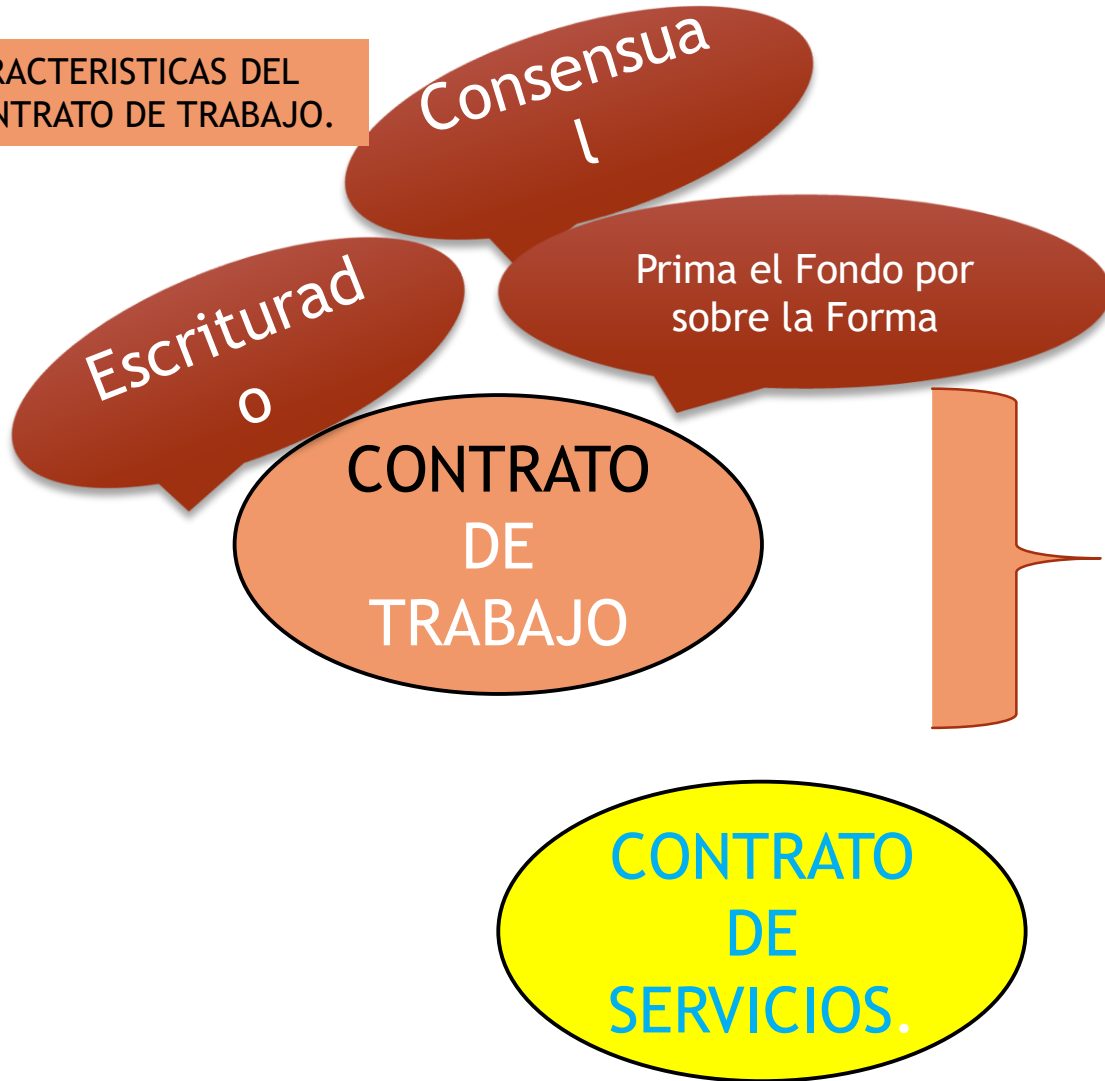 RACTERISTICAS DEL
NTRATO DE TRABAJO.
Consensua
l
Prima el Fondo por
sobre la Forma
Escriturad
o
CONTRATO
DE
TRABAJO
CONTRATO
DE
SERVICIOS.